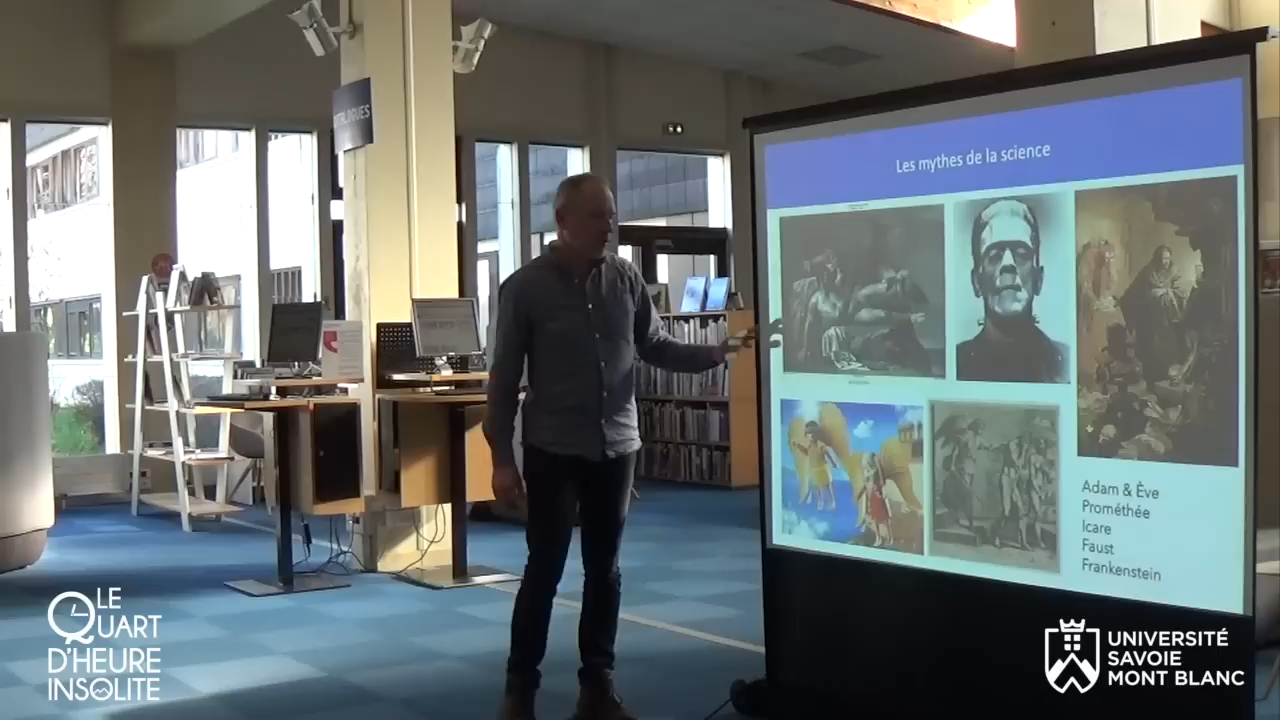 Les mythes de la science
Adam & Ève
Prométhée
Icare
Faust
Frankenstein
LE
QUART
D'HEURE
INSOLITE
UNIVERSITÉ
SAVOIE
MONT BLANC